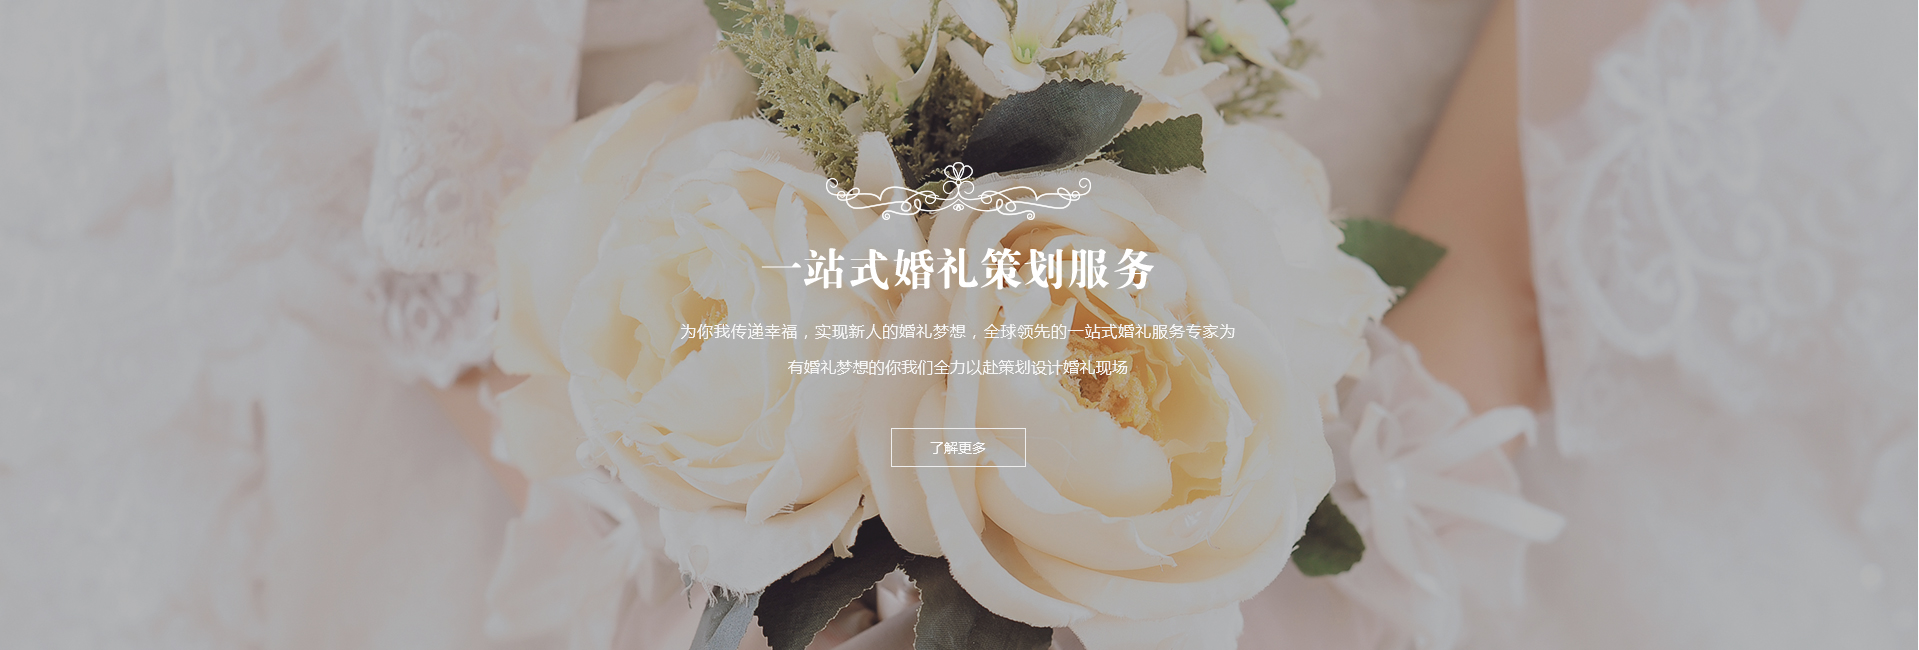 一站式婚礼策划服务
为你我传递幸福，实现新人的婚礼梦想，全球领先的一站式婚礼服务专家为
有婚礼梦想的你我们全力以赴策划设计婚礼现场
了解更多